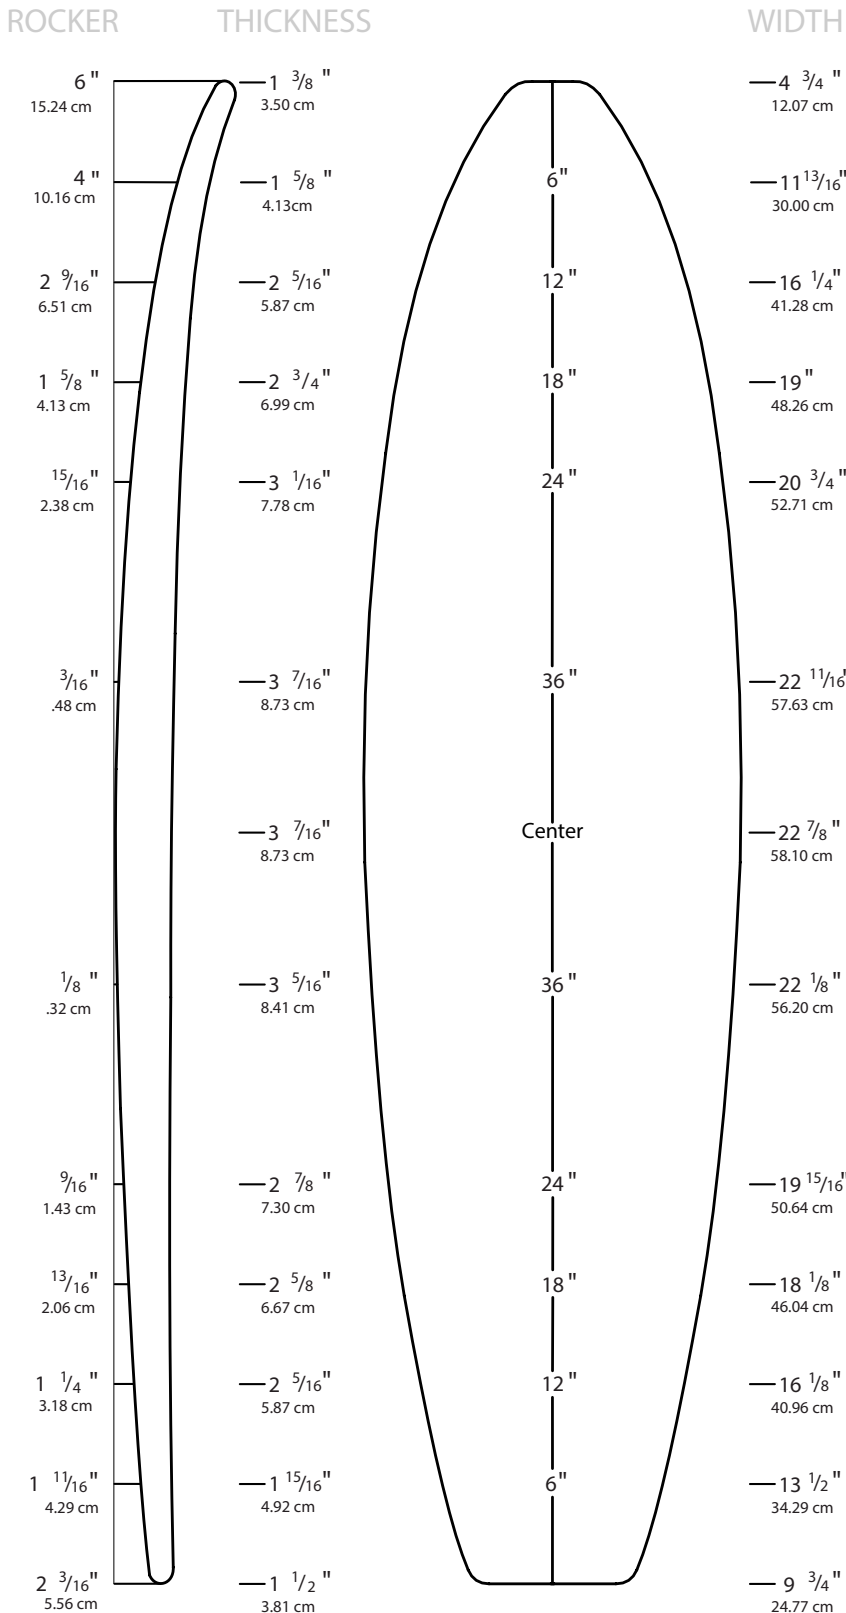 ROCKER THICKNESS WIDTH
6 " 1 3/8 " 4 3/4 "
15.24 cm 3.50 cm 12.07 cm
4 " 1 5/8 " 6" 11 13/16"
10.16 cm 4.13cm 30.00 cm
2 9/16 " 2 5/16" 12 " 16 1/4"
6.51 cm 5.87 cm 41.28 cm
1 5/8 " 2 3/4 " 18 " 19 "
4.13 cm 6.99 cm 48.26 cm
15/16 " 3 1/16" 24 " 20 3/4 "
2.38 cm 7.78 cm 52.71 cm
3/16 " 3 7/16" 36 " 22 11/16"
.48 cm 8.73 cm 57.63 cm
3 7/16" Center 22 7/8 "
8.73 cm 58.10 cm
1/8 " 3 5/16" 36 " 22 1/8 "
.32 cm 8.41 cm 56.20 cm
9/16" 2 7/8 " 24 " 19 15/16"
1.43 cm 7.30 cm 50.64 cm
13/16" 2 5/8 " 18 " 18 1/8 "
2.06 cm 6.67 cm 46.04 cm
1 1/4 " 2 5/16" 12 " 16 1/8 "
3.18 cm 5.87 cm 40.96 cm
1 11/16" 1 15/16" 6" 13 1/2 "
4.29 cm 4.92 cm 34.29 cm
2 3/16" 1 1/2 " 9 3/4 "
5.56 cm 3.81 cm 24.77 cm